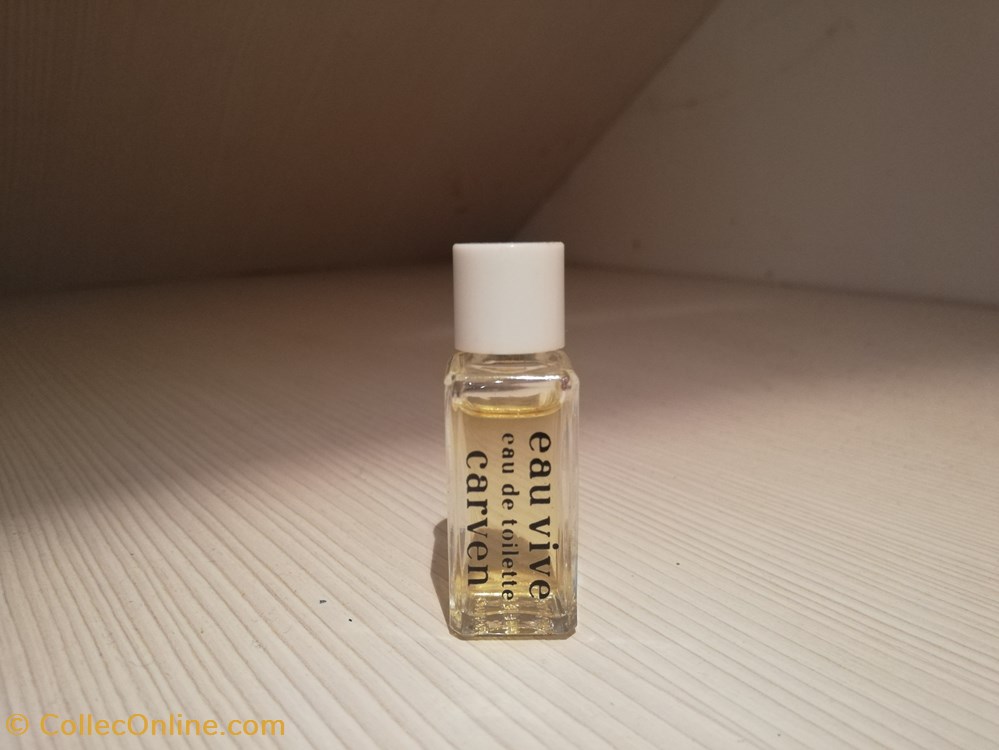 eau vive
eau de toilette
carven
© CollecOnline.com